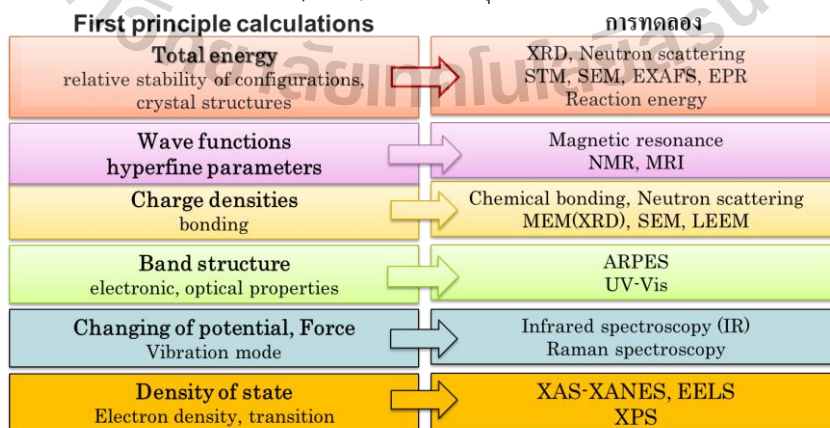 First principle calculations
การทดลอง
Total energy
relative stability of configurations,
crystal structures
XRD, Neutron scattering
STM, SEM, EXAFS, EPR
Reaction energy
Wave functions
hyperfine parameters
Magnetic resonance
NMR, MRI
Charge densities
bonding
Chemical bonding, Neutron scattering
MEM(XRD), SEM, LEEM
Band structure
electronic, optical properties
ARPES
UV-Vis
Changing of potential, Force
Vibration mode
Infrared spectroscopy (IR)
Raman spectroscopy
Density of state
Electron density, transition
XAS-XANES, EELS
XPS